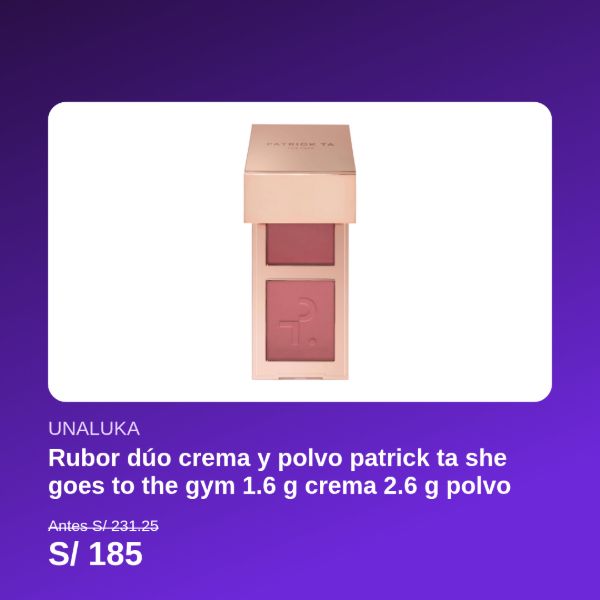 PATRICK TA
UNALUKA
Rubor dúo crema y polvo patrick ta she
goes to the gym 1.6 g crema 2.6 g polvo
Antes S/ 231.25
S/ 185